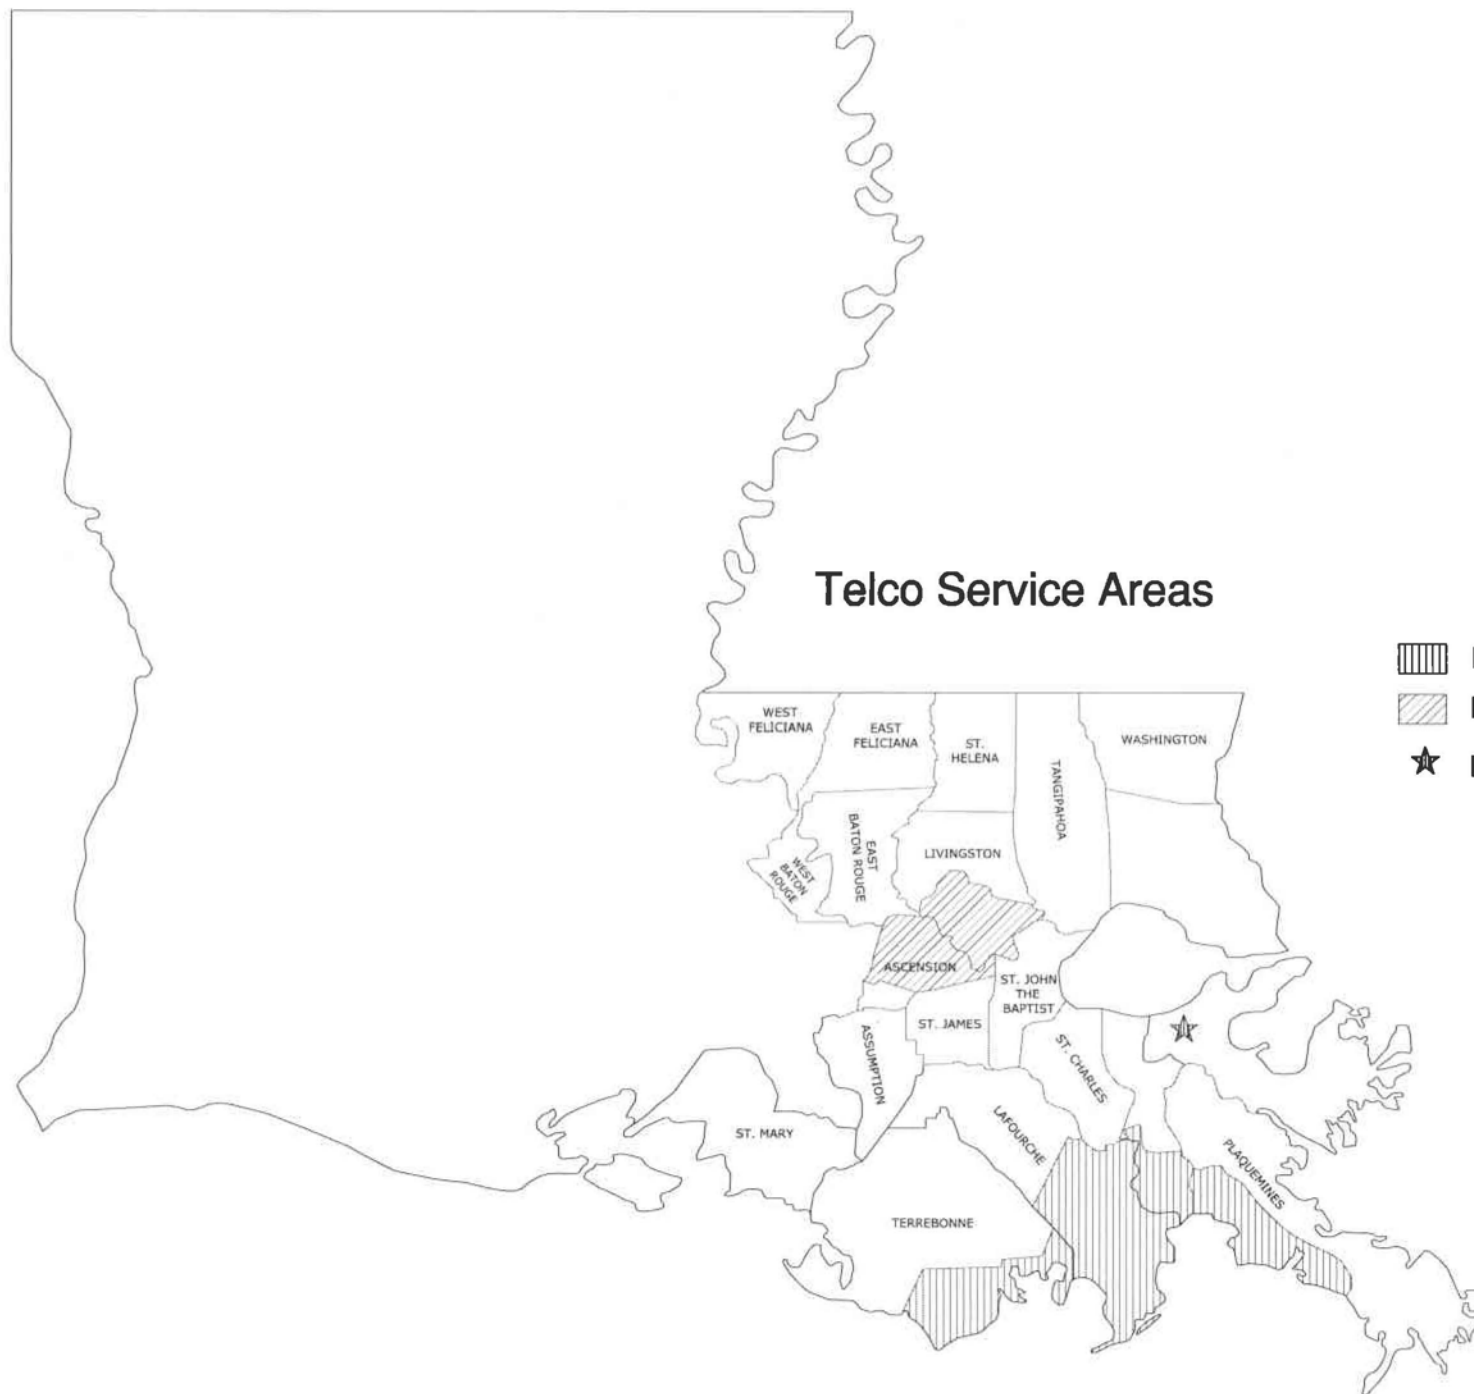 Telco Service Areas
WEST
FELICIANA
EAST
FELICIANA
ST.
HELENA
TANGIPAHOA
WASHINGTON
EAST
BATON ROUGE
LIVINGSTON
WEST
BATON
ROUGE
ASCENSION
ST. JOHN
THE
BAPTIST
ST. JAMES
ASSUMPTION
ST. CHARLES
ST. MARY
LAFOURCHE
PLAQUEMINES
TERREBONNE